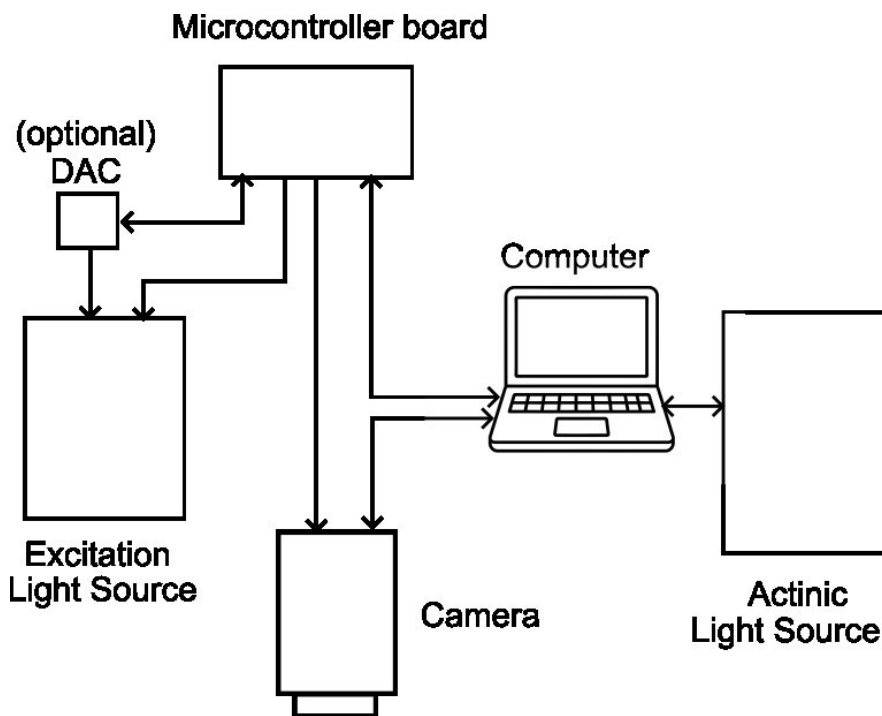 Microcontroller board
(optional)
DAC
Computer
Excitation
Light Source
Camera
Actinic
Light Source